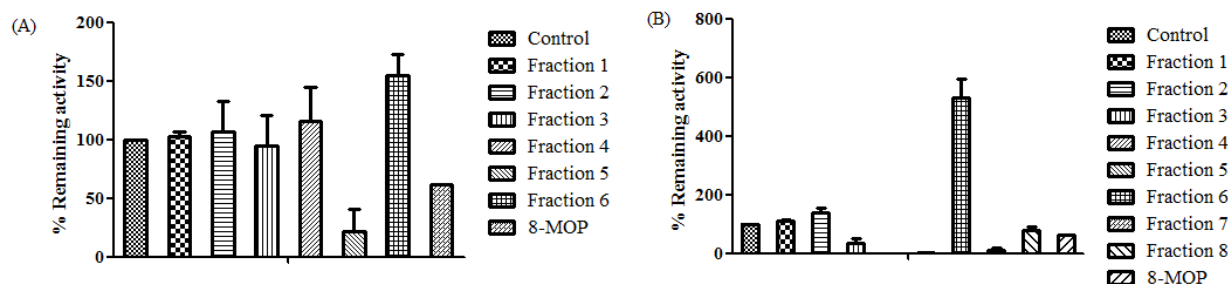 (A)
% Remaining activity
200
150
100
50
0
Control
Fraction 1
Fraction 2
Fraction 3
Fraction 4
Fraction 5
Fraction 6
8-MOP
(B)
% Remaining activity
800
600
400
200
0
Control
Fraction 1
Fraction 2
Fraction 3
Fraction 4
Fraction 5
Fraction 6
Fraction 7
Fraction 8
8-MOP